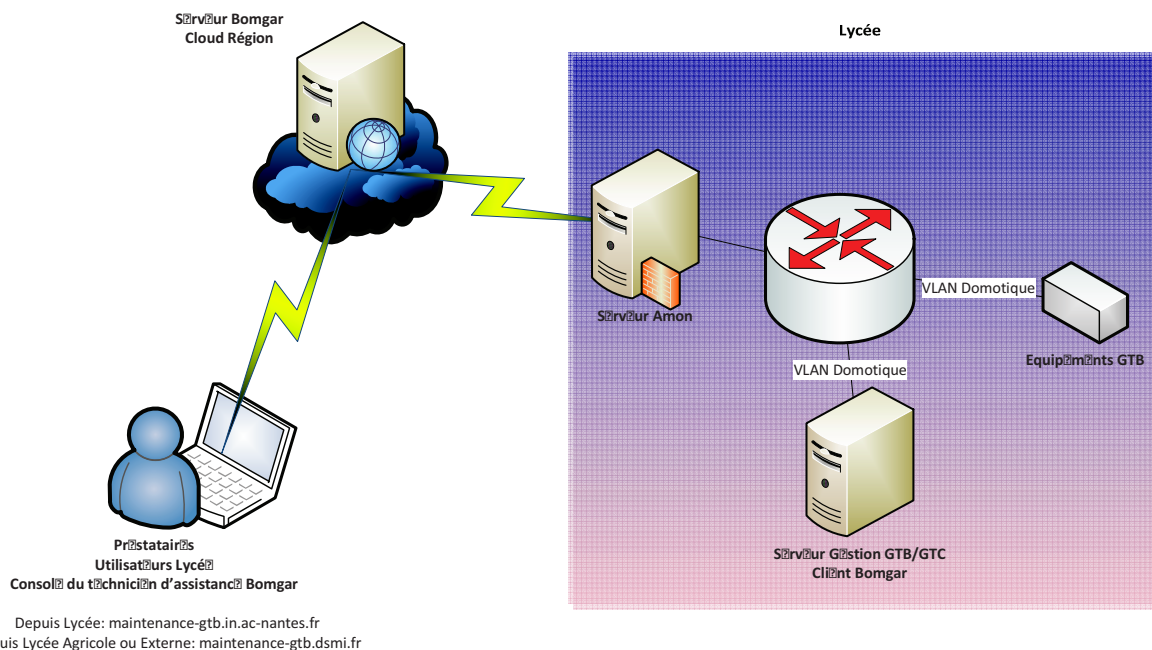 S⍰rv⍰ur Bomgar
Cloud Région
Lycée
S⍰rv⍰ur Amon
VLAN Domotique
Equip⍰m⍰nts GTB
VLAN Domotique
S⍰rv⍰ur G⍰stion GTB/GTC
Cli⍰nt Bomgar
Pr⍰statair⍰s
Utilisat⍰urs Lycé⍰
Consol⍰ du t⍰chnici⍰n d’assistanc⍰ Bomgar
Depuis Lycée: maintenance-gtb.in.ac-nantes.fr
uis Lycée Agricole ou Externe: maintenance-gtb.dsmi.fr